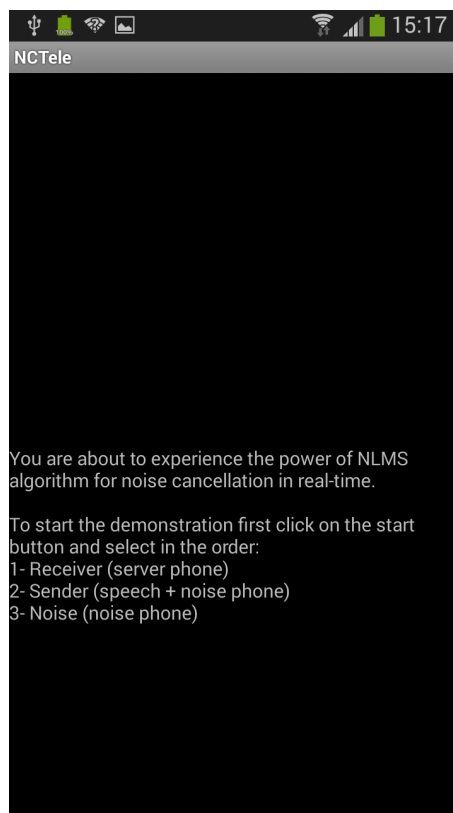 100%
15:17
NCTele
You are about to experience the power of NLMS
algorithm for noise cancellation in real-time.
To start the demonstration first click on the start
button and select in the order:
1- Receiver (server phone)
2- Sender (speech + noise phone)
3- Noise (noise phone)